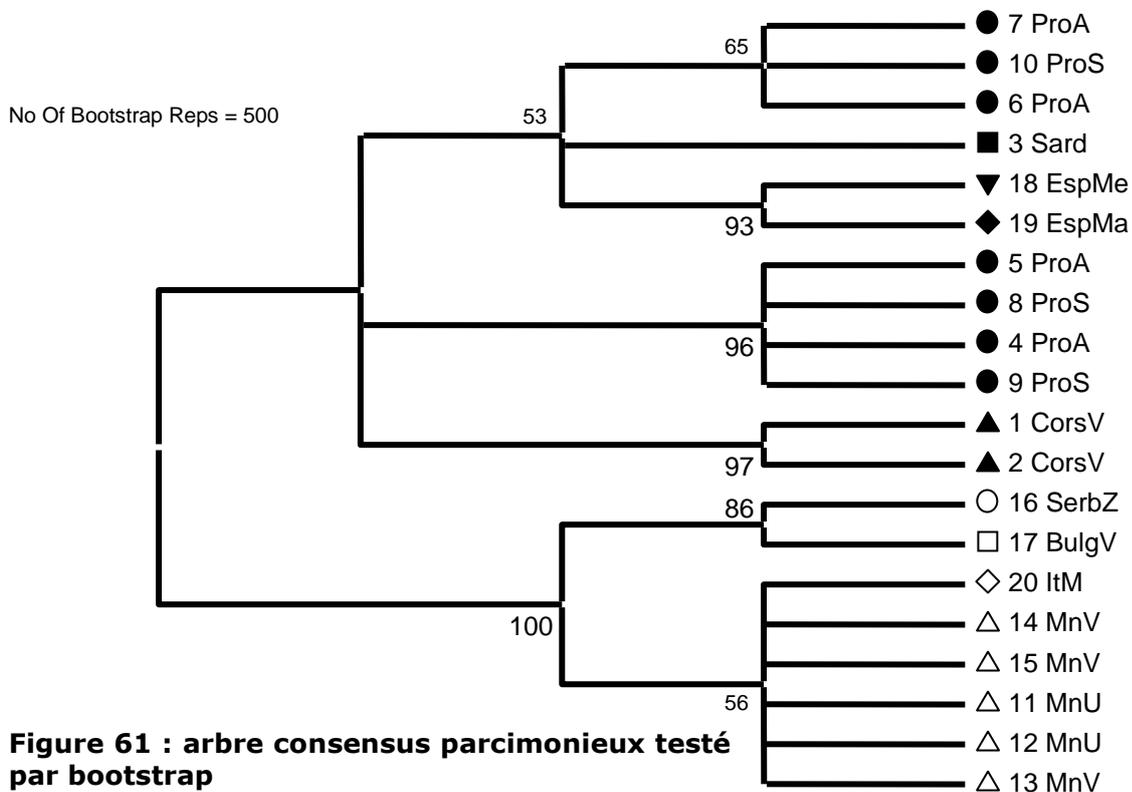 7 ProA
65
10 ProS
6 ProA
No Of Bootstrap Reps = 500
53
3 Sard
18 EspMe
93
19 EspMa
5 ProA
8 ProS
96
4 ProA
9 ProS
1 CorsV
97
2 CorsV
86
16 SerbZ
17 BulgV
20 ItM
100
14 MnV
15 MnV
56
11 MnU
12 MnU
13 MnV
Figure 61 : arbre consensus parcimonieux testé
par bootstrap